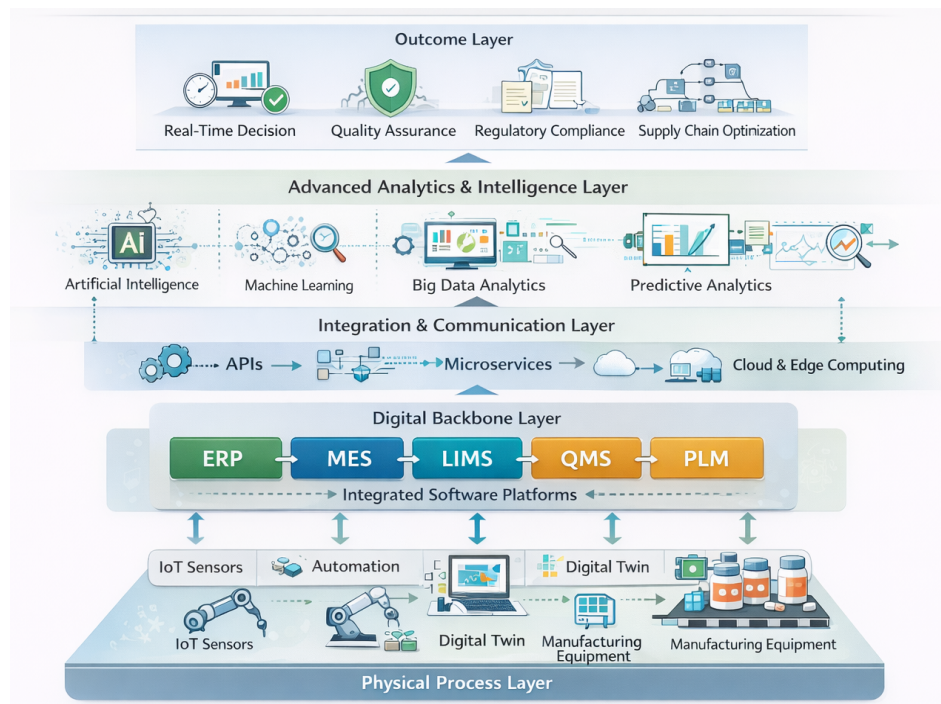 Outcome Layer
Real-Time Decision
Quality Assurance
Regulatory Compliance
Supply Chain Optimization
Advanced Analytics & Intelligence Layer
Ai
Artificial Intelligence
Machine Learning
Big Data Analytics
Predictive Analytics
Integration & Communication Layer
APIs
Microservices
Cloud & Edge Computing
Digital Backbone Layer
ERP
MES
LIMS
QMS
PLM
Integrated Software Platforms
IoT Sensors
Automation
Digital Twin
IoT Sensors
Digital Twin
Manufacturing
Equipment
Manufacturing Equipment
Physical Process Layer